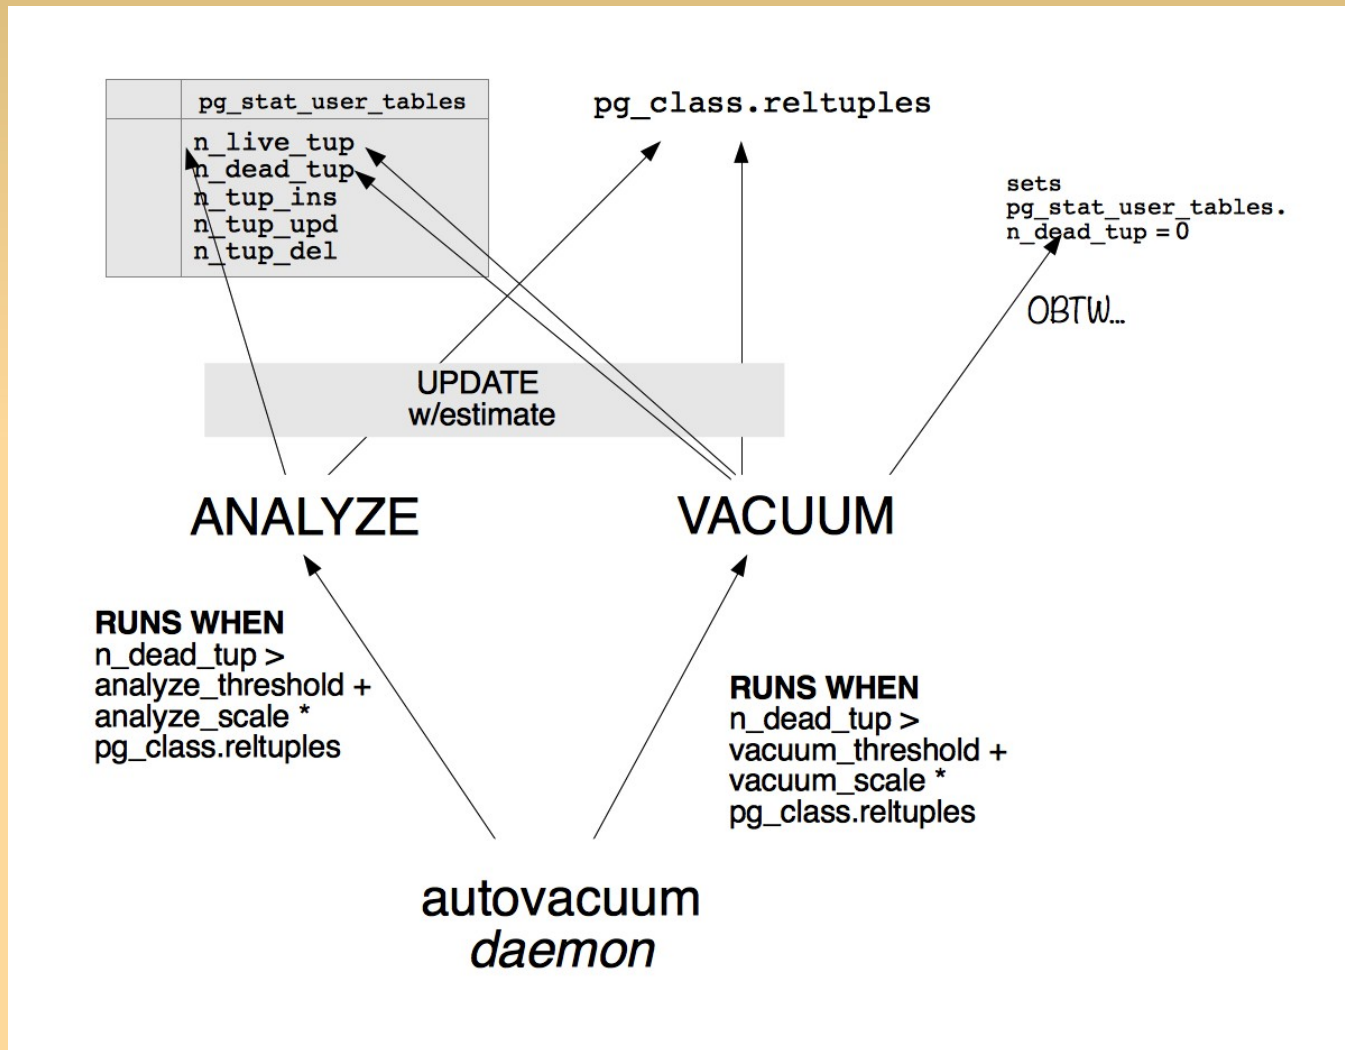 pg_stat_user_tables
n_live_tup
n_dead_tup
n_tup_ins
n_tup_upd
n_tup_del
pg_class.reltuples
sets
pg_stat_user_tables.
n_dead_tup = 0
OBTW...
UPDATE
w/estimate
ANALYZE
VACUUM
RUNS WHEN
n_dead_tup >
analyze_threshold +
analyze_scale *
pg_class.reltuples
RUNS WHEN
n_dead_tup >
vacuum_threshold +
vacuum_scale *
pg_class.reltuples
autovacuum
daemon